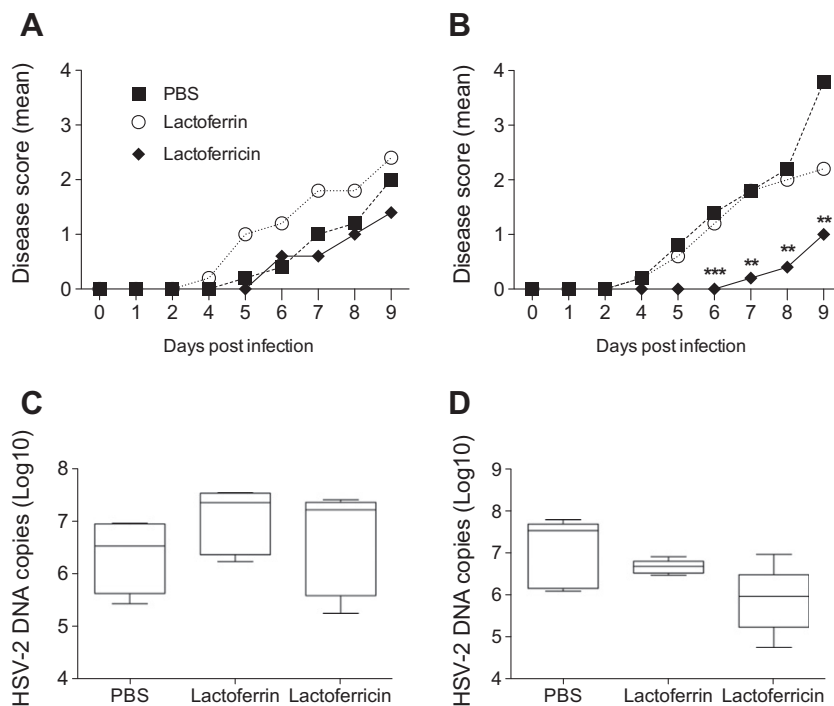 A
Disease score (mean)
4
3
2
1
0
PBS
Lactoferrin
Lactoferricin
0 1 2 4 5 6 7 8 9
Days post infection
B
Disease score (mean)
4
3
2
1
0
*** ** ** **
0 1 2 4 5 6 7 8 9
Days post infection
C
HSV-2 DNA copies (Log10)
8
7
6
5
4
PBS Lactoferrin Lactoferricin
D
HSV-2 DNA copies (Log10)
9
8
7
6
5
4
PBS Lactoferrin Lactoferricin